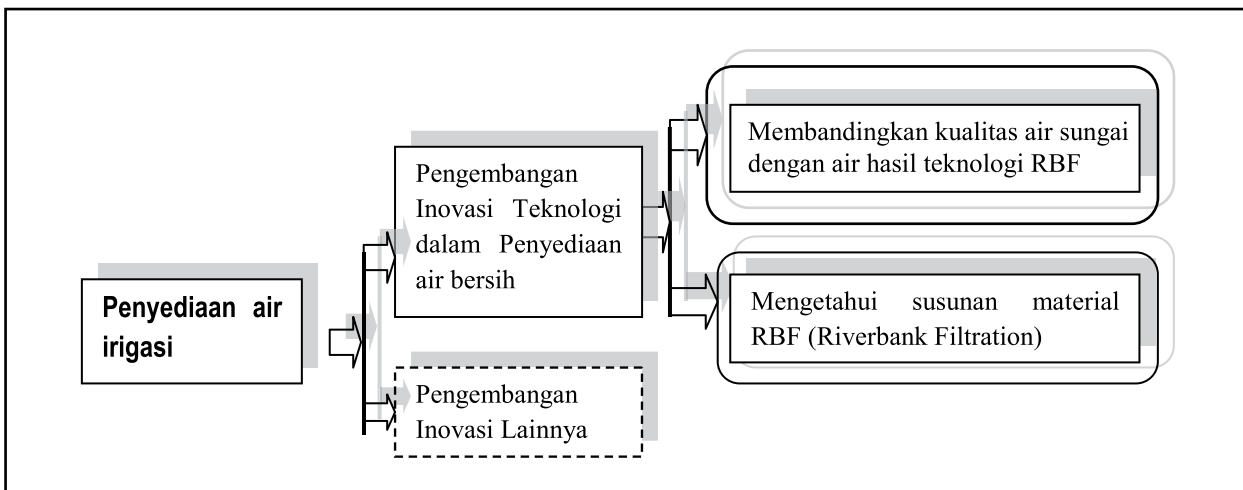 Penyediaan air
irigasi
Pengembangan
Inovasi Teknologi
dalam Penyediaan
air bersih
Pengembangan
Inovasi Lainnya
Membandingkan kualitas air sungai
dengan air hasil teknologi RBF
Mengetahui susunan material
RBF (Riverbank Filtration)